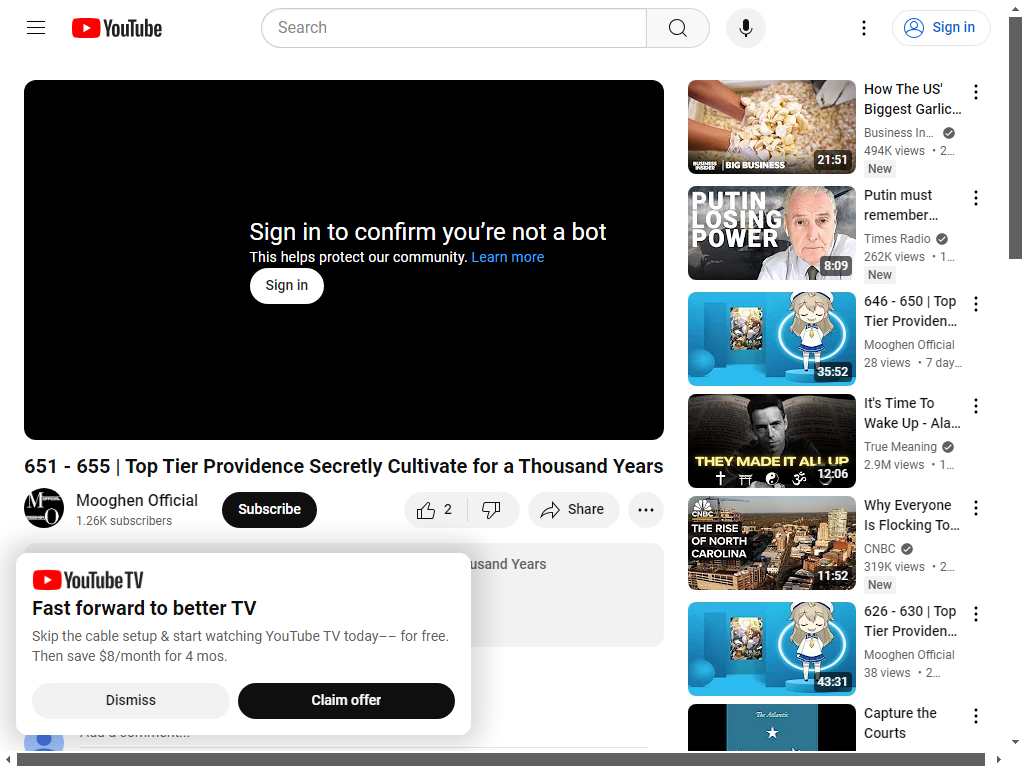 YouTube
Search
Sign in
Sign in to confirm you’re not a bot
This helps protect our community. Learn more
Sign in
651 - 655 | Top Tier Providence Secretly Cultivate for a Thousand Years
Mooghen Official
1.26K subscribers
Subscribe
2
Share
usand Years
YouTube TV
Fast forward to better TV
Skip the cable setup & start watching YouTube TV today–– for free.
Then save $8/month for 4 mos.
Dismiss
Claim offer
Add a comment...
BUSINESS
INSIDER
BIG BUSINESS
21:51
How The US'
Biggest Garlic…
Business In…
494K views • 2…
New
PUTIN
LOSING
POWER
8:09
Putin must
remember…
Times Radio
262K views • 1…
New
35:52
646 - 650 | Top
Tier Providen…
Mooghen Official
28 views • 7 day…
THEY MADE IT ALL UP
12:06
It's Time To
Wake Up - Ala…
True Meaning
2.9M views • 1…
CNBC
THE RISE
OF NORTH
CAROLINA
11:52
Why Everyone
Is Flocking To…
CNBC
319K views • 2…
New
43:31
626 - 630 | Top
Tier Providen…
Mooghen Official
38 views • 2…
The Atlantic
Capture the
Courts